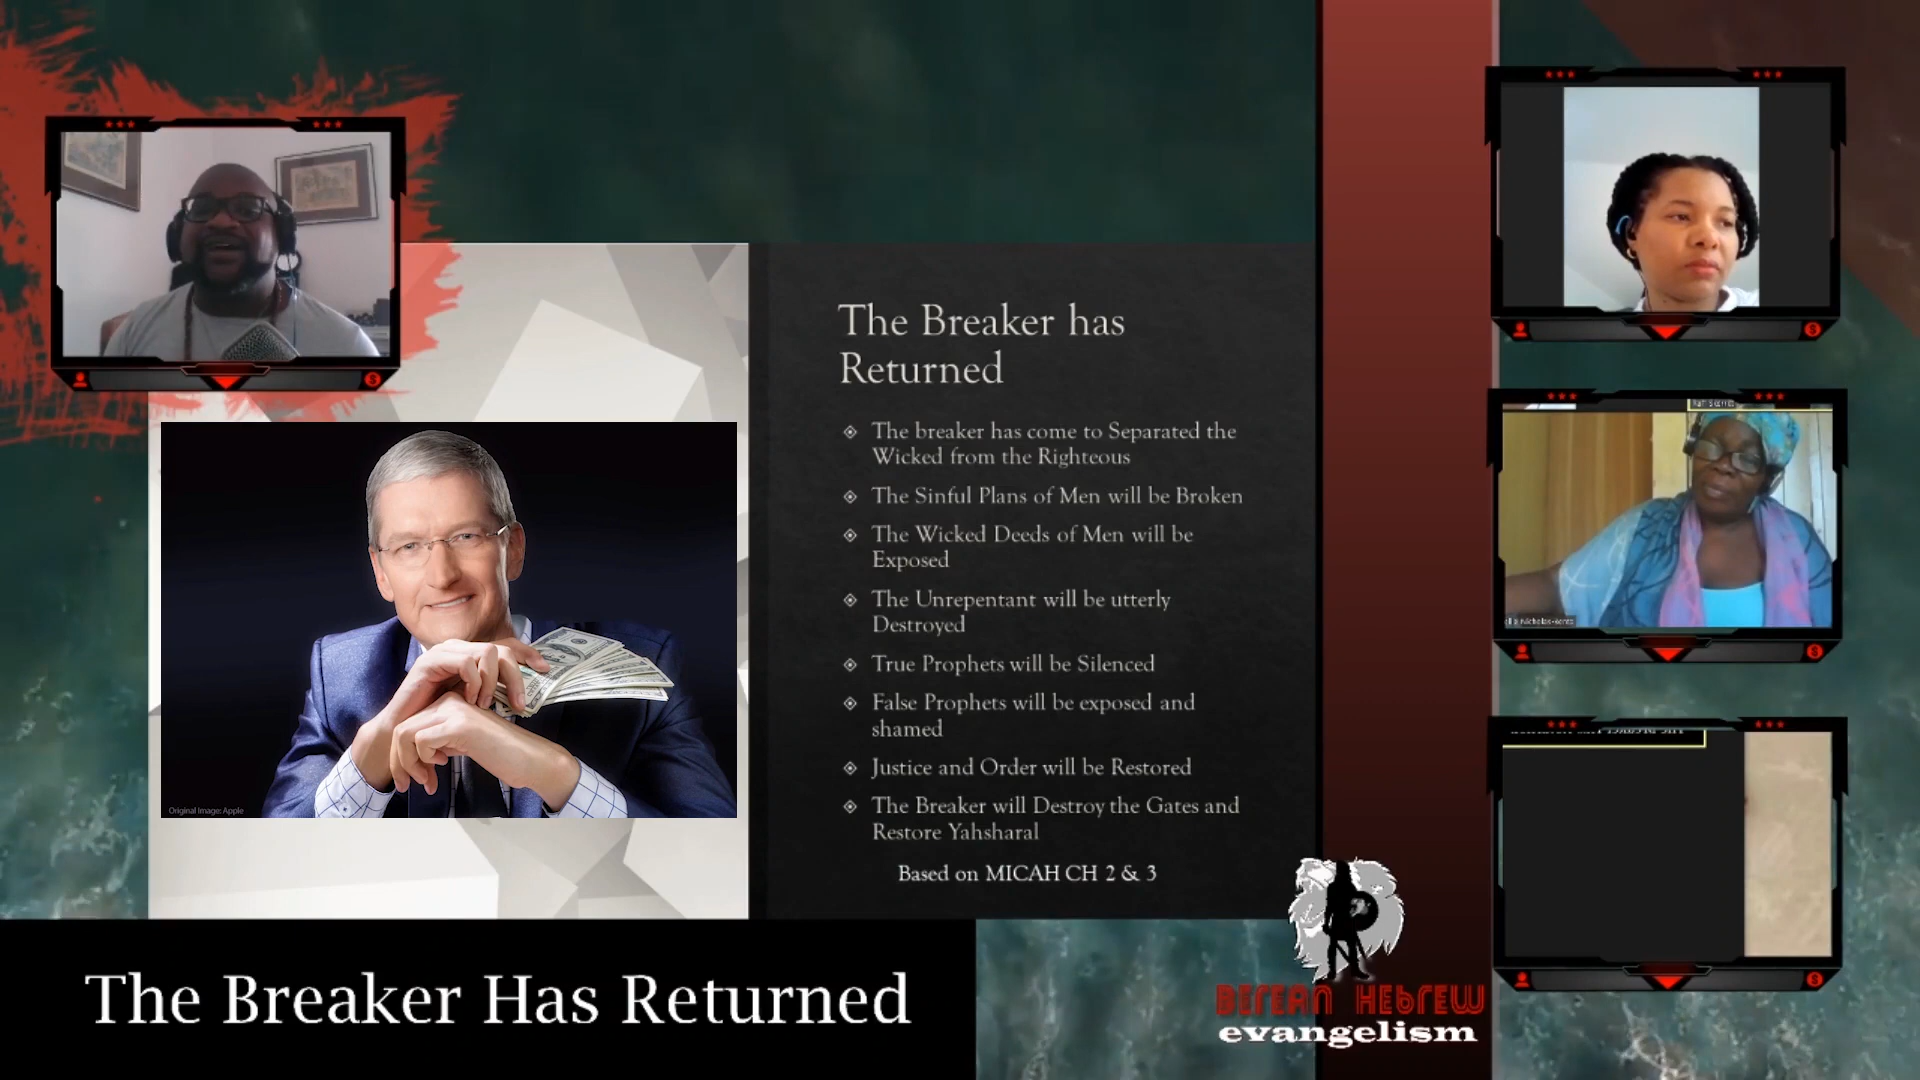 The Breaker has
Returned
The breaker has come to Separated the
Wicked from the Righteous
The Sinful Plans of Men will be Broken
The Wicked Deeds of Men will be
Exposed
The Unrepentant will be utterly
Destroyed
True Prophets will be Silenced
False Prophets will be exposed and
shamed
Justice and Order will be Restored
The Breaker will Destroy the Gates and
Restore Yahsharal
Based on MICAH CH 2 & 3
Original Image: Apple
The Breaker Has Returned
BEREAN HEBREW
evangelism